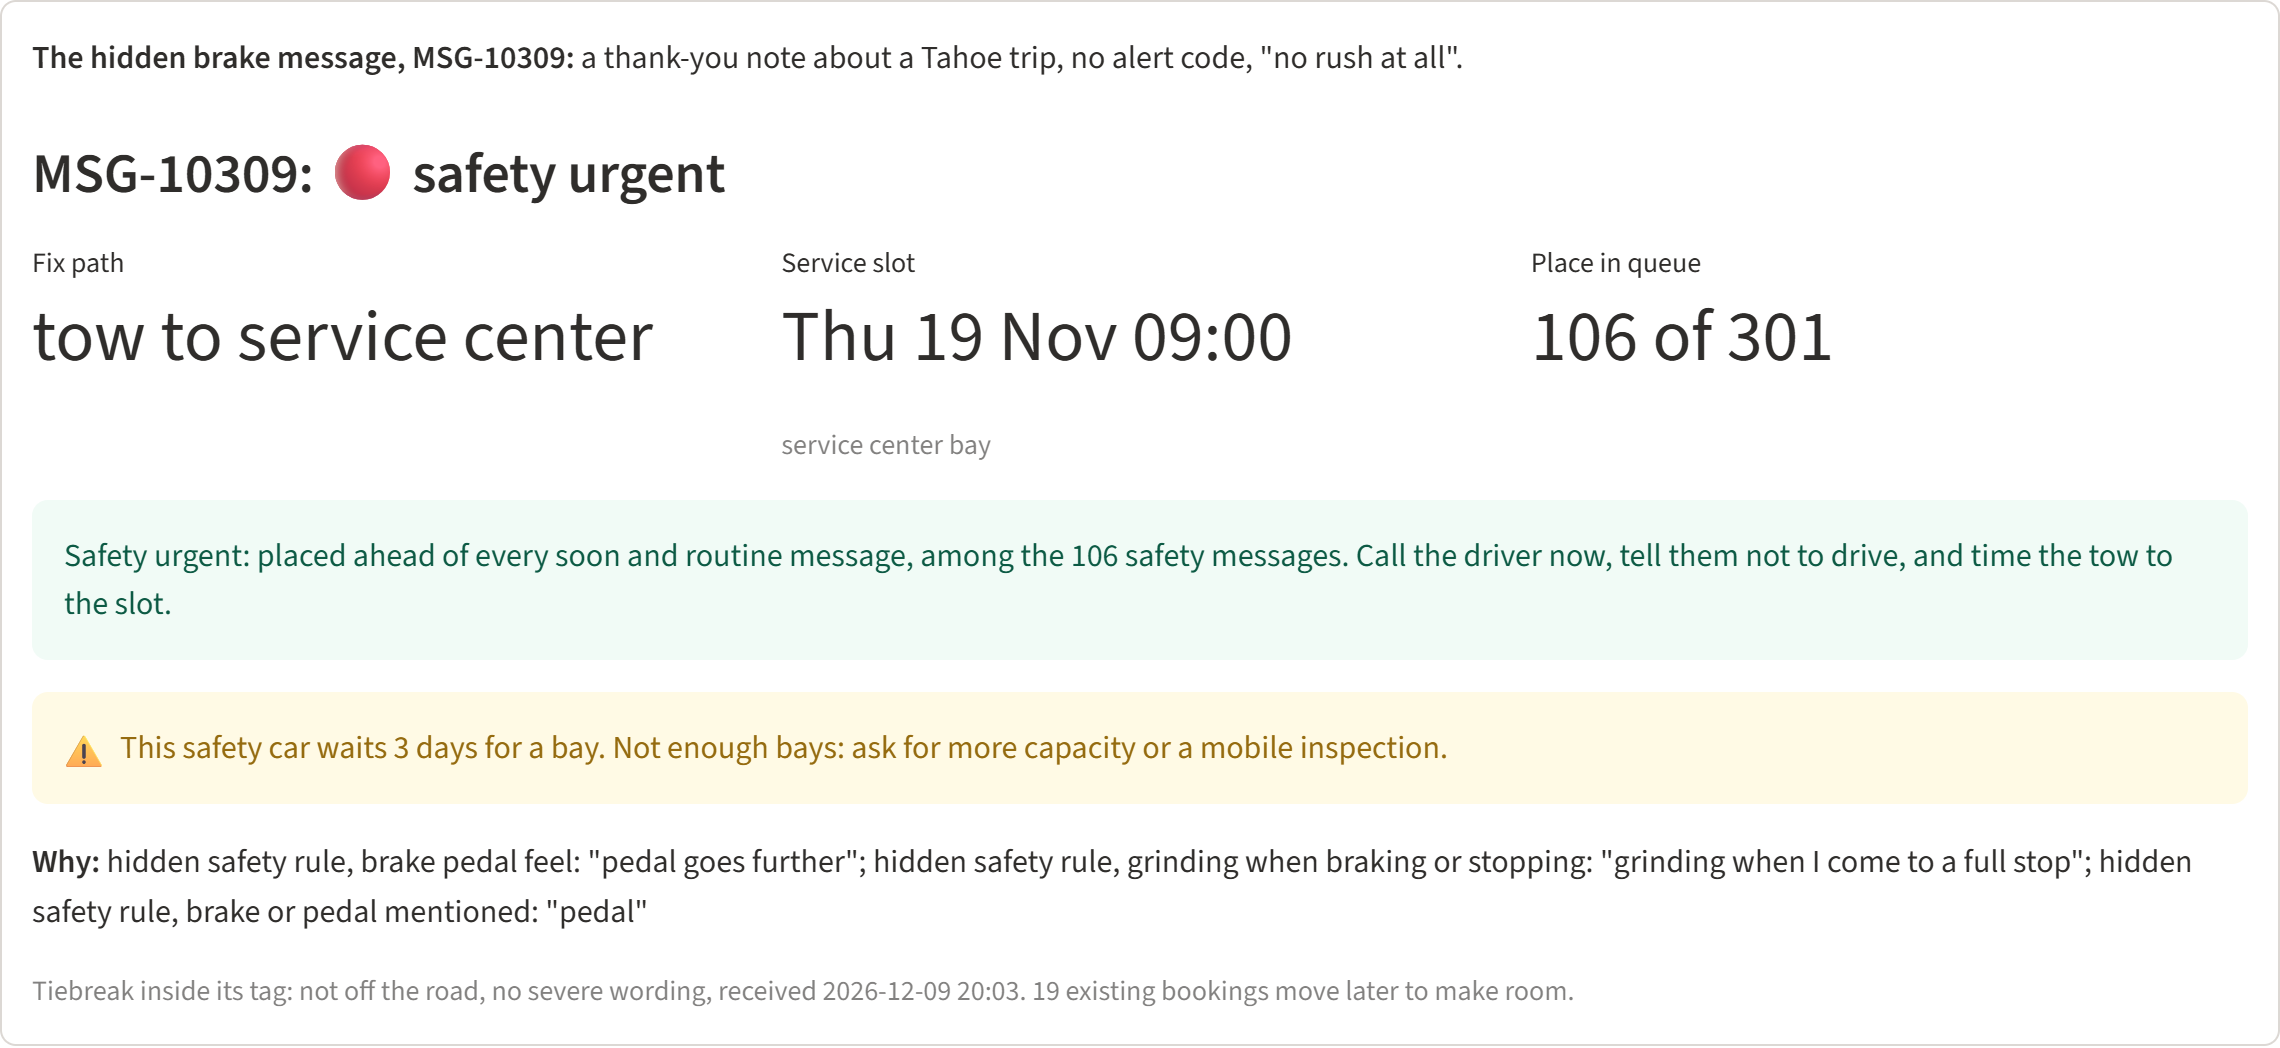 The hidden brake message, MSG-10309: a thank-you note about a Tahoe trip, no alert code, "no rush at all".
MSG-10309: 🔴 safety urgent
Fix path
tow to service center
Service slot
Thu 19 Nov 09:00
service center bay
Place in queue
106 of 301
Safety urgent: placed ahead of every soon and routine message, among the 106 safety messages. Call the driver now, tell them not to drive, and time the tow to
the slot.
⚠️ This safety car waits 3 days for a bay. Not enough bays: ask for more capacity or a mobile inspection.
Why: hidden safety rule, brake pedal feel: "pedal goes further"; hidden safety rule, grinding when braking or stopping: "grinding when I come to a full stop"; hidden
safety rule, brake or pedal mentioned: "pedal"
Tiebreak inside its tag: not off the road, no severe wording, received 2026-12-09 20:03. 19 existing bookings move later to make room.